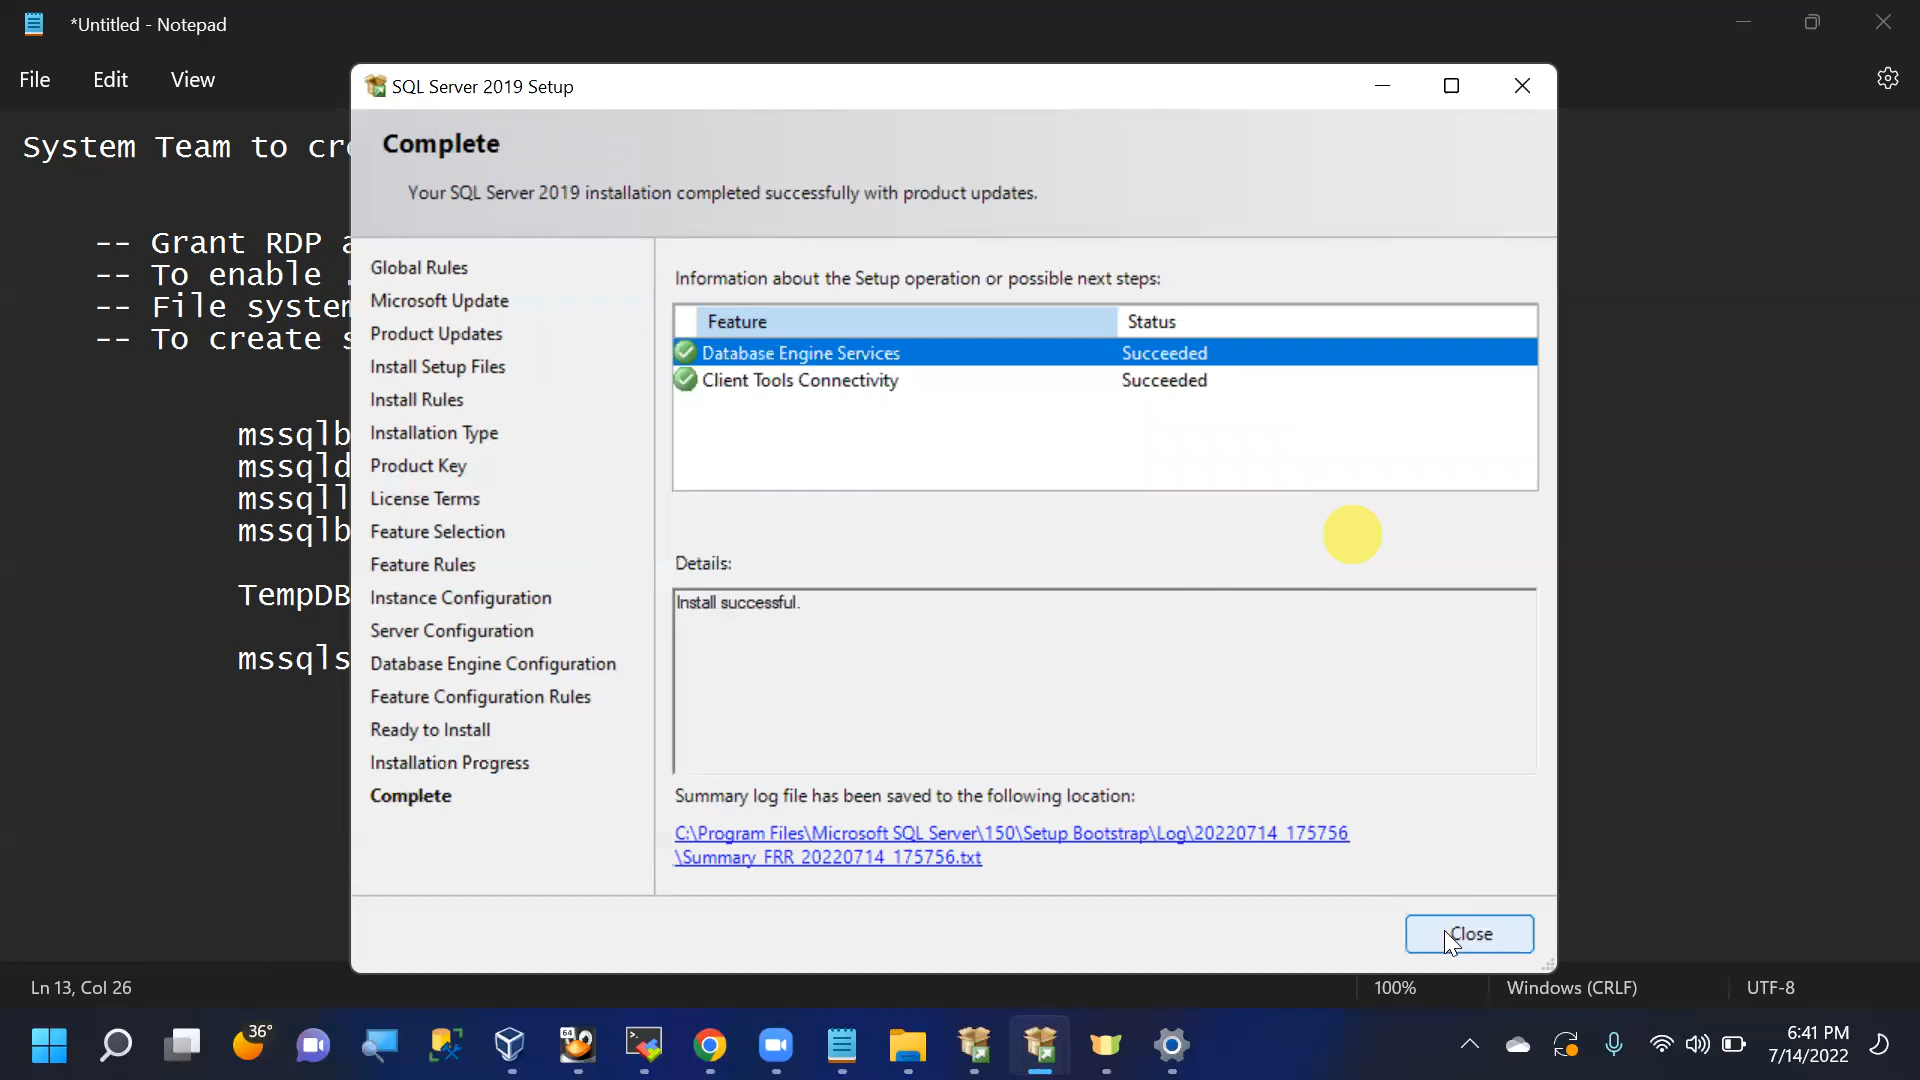 *Untitled - Notepad
File Edit View
System Team to cre
-- Grant RDP a
-- To enable .
-- File system
-- To create s
mssqlb
mssqld
mssqll
mssqlb
TempDB
mssqls
SQL Server 2019 Setup
Complete
Your SQL Server 2019 installation completed successfully with product updates.
Global Rules
Microsoft Update
Product Updates
Install Setup Files
Install Rules
Installation Type
Product Key
License Terms
Feature Selection
Feature Rules
Instance Configuration
Server Configuration
Database Engine Configuration
Feature Configuration Rules
Ready to Install
Installation Progress
Complete
Information about the Setup operation or possible next steps:
Feature Status
Database Engine Services Succeeded
Client Tools Connectivity Succeeded
Details:
Install successful.
Summary log file has been saved to the following location:
C:\Program Files\Microsoft SQL Server\150\Setup Bootstrap\Log\20220714_175756
\Summary_FRR_20220714_175756.txt
Close
Ln 13, Col 26 100% Windows (CRLF) UTF-8
36°
64
6:41 PM
7/14/2022